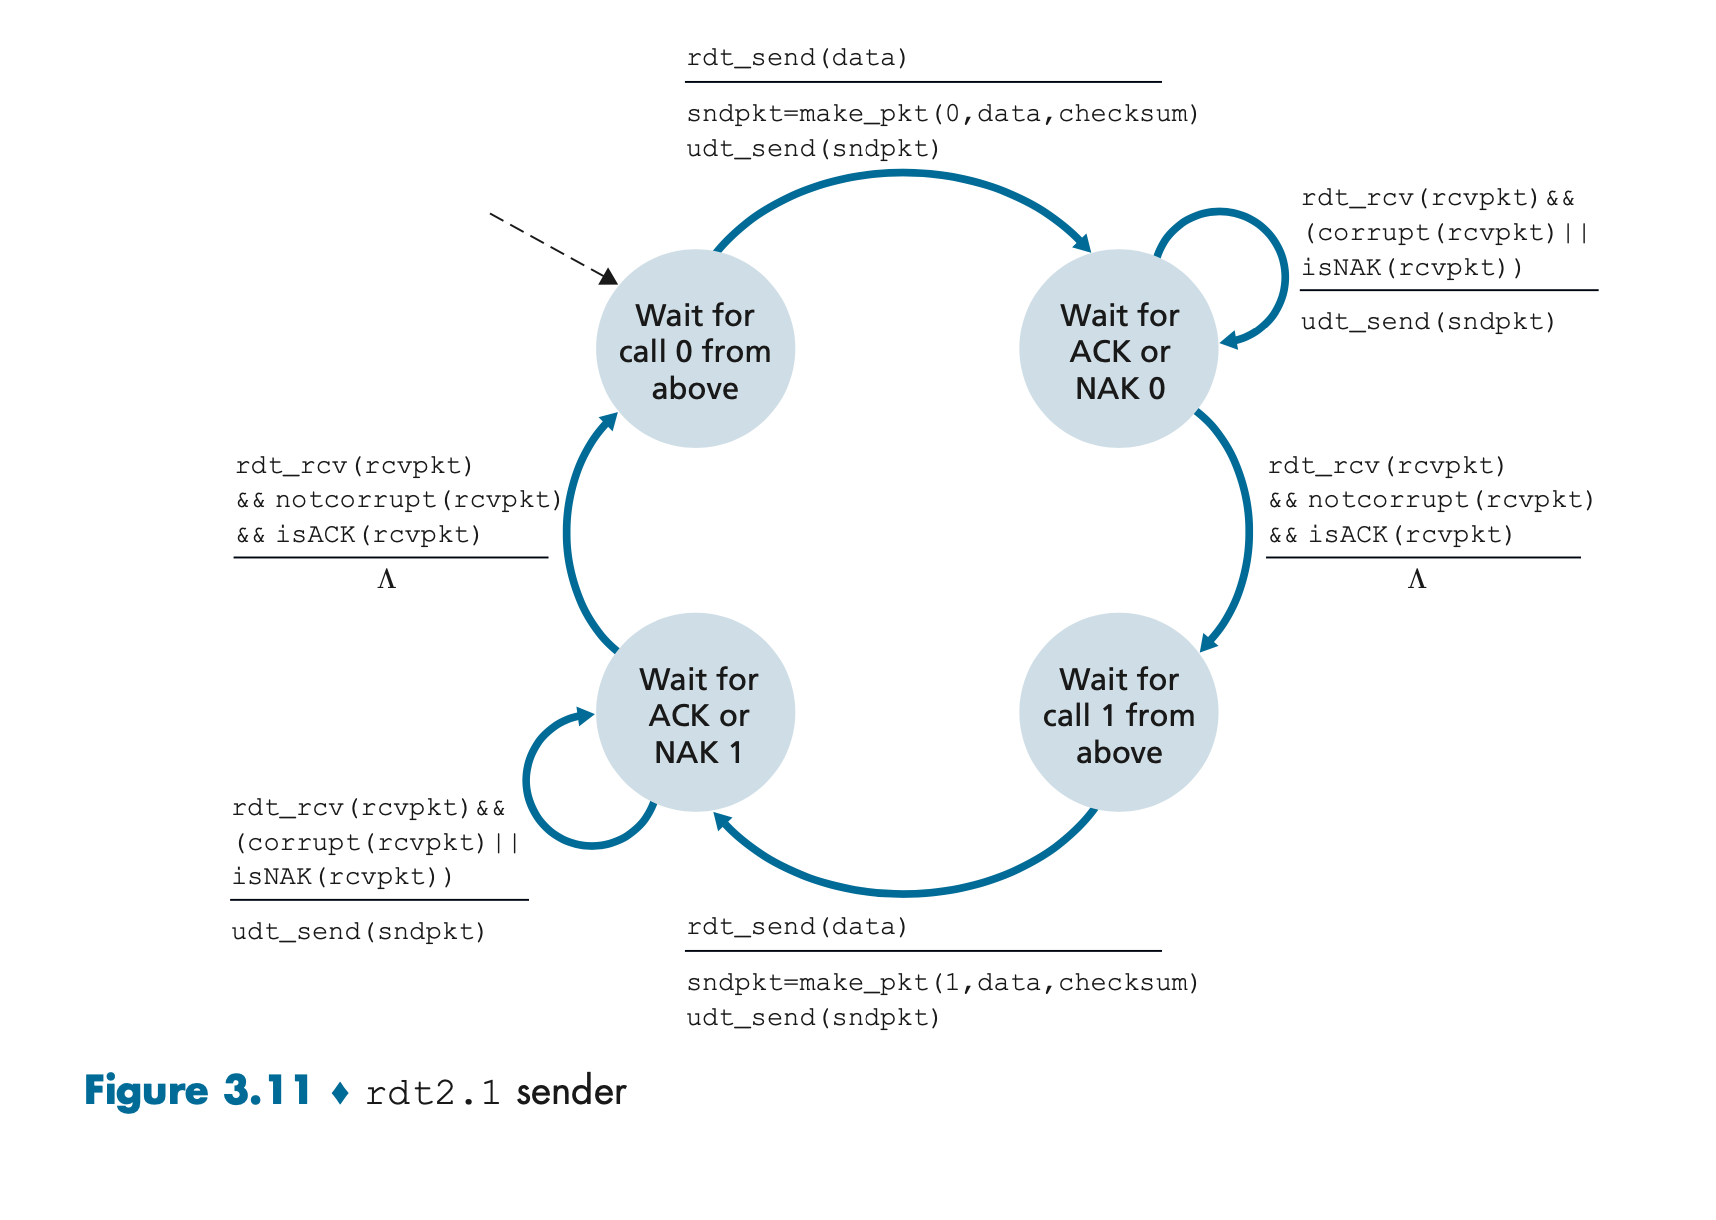 rdt_send(data)
sndpkt=make_pkt(0,data,checksum)
udt_send(sndpkt)
rdt_rcv(rcvpkt)&&
(corrupt(rcvpkt)||
isNAK(rcvpkt))
udt_send(sndpkt)
Wait for
call 0 from
above
Wait for
ACK or
NAK 0
rdt_rcv(rcvpkt)
&& notcorrupt(rcvpkt)
&& isACK(rcvpkt)
Λ
rdt_rcv(rcvpkt)
&& notcorrupt(rcvpkt)
&& isACK(rcvpkt)
Λ
Wait for
ACK or
NAK 1
Wait for
call 1 from
above
rdt_rcv(rcvpkt)&&
(corrupt(rcvpkt)||
isNAK(rcvpkt))
udt_send(sndpkt)
rdt_send(data)
sndpkt=make_pkt(1,data,checksum)
udt_send(sndpkt)
Figure 3.11 ♦ rdt2.1 sender